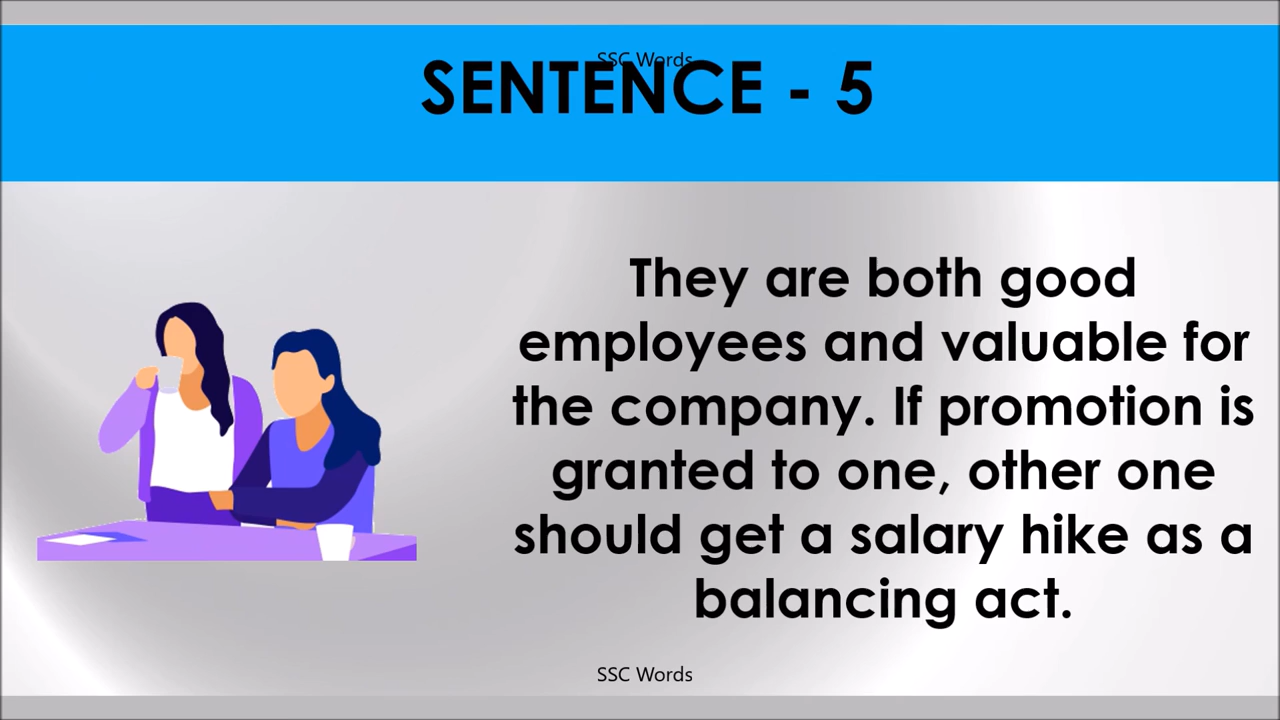 SSC Words
SENTENCE - 5
They are both good
employees and valuable for
the company. If promotion is
granted to one, other one
should get a salary hike as a
balancing act.
SSC Words